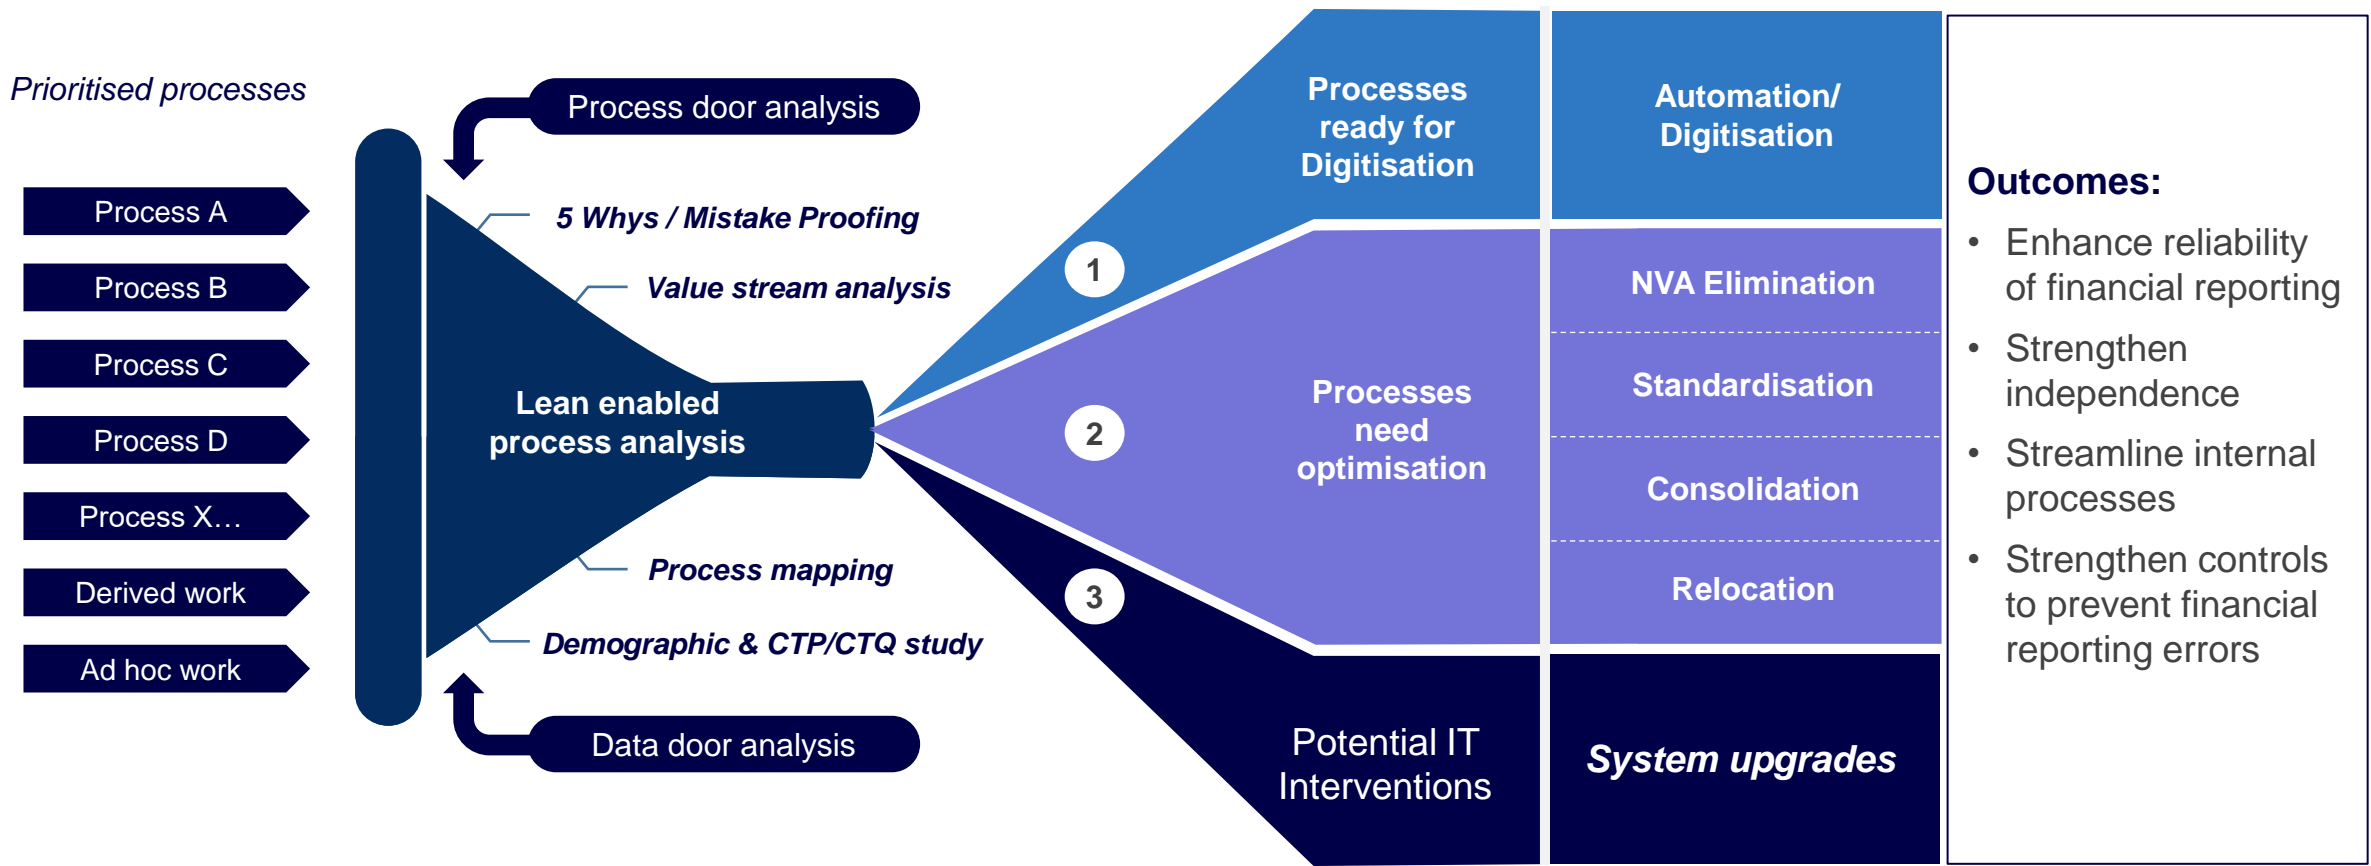 Prioritised processes
Process A
Process B
Process C
Process D
Process X…
Derived work
Ad hoc work
Process door analysis
5 Whys / Mistake Proofing
Value stream analysis
Lean enabled
process analysis
Process mapping
Demographic & CTP/CTQ study
Data door analysis
1
Processes
ready for
Digitisation
2
Processes
need
optimisation
3
Potential IT
Interventions
Automation/
Digitisation
NVA Elimination
Standardisation
Consolidation
Relocation
System upgrades
Outcomes:
• Enhance reliability
of financial reporting
• Strengthen
independence
• Streamline internal
processes
• Strengthen controls
to prevent financial
reporting errors